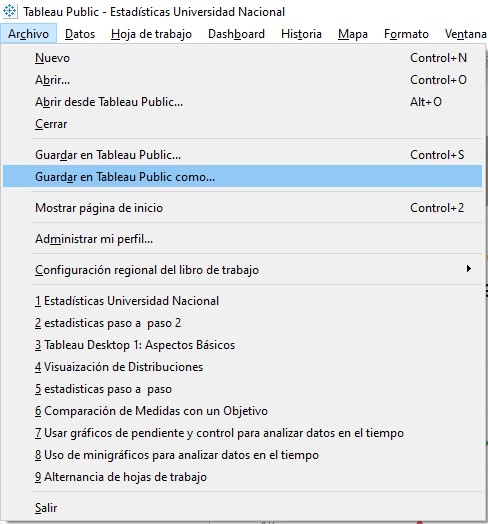 Tableau Public - Estadísticas Universidad Nacional
Archivo Datos Hoja de trabajo Dashboard Historia Mapa Formato Ventana
Nuevo Control+N
Abrir... Control+O
Abrir desde Tableau Public... Alt+O
Cerrar
Guardar en Tableau Public... Control+S
Guardar en Tableau Public como...
Mostrar página de inicio Control+2
Administrar mi perfil...
Configuración regional del libro de trabajo
1 Estadísticas Universidad Nacional
2 estadisticas paso a  paso 2
3 Tableau Desktop 1: Aspectos Básicos
4 Visuaización de Distribuciones
5 estadisticas paso a  paso
6 Comparación de Medidas con un Objetivo
7 Usar gráficos de pendiente y control para analizar datos en el tiempo
8 Uso de minigráficos para analizar datos en el tiempo
9 Alternancia de hojas de trabajo
Salir